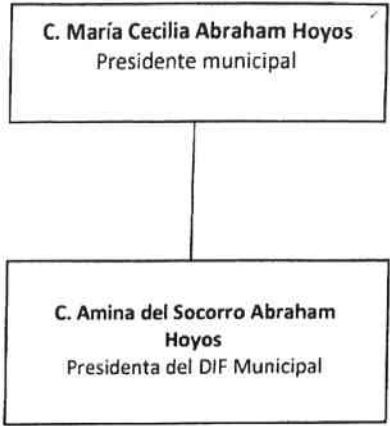 C. María Cecilia Abraham Hoyos
Presidente municipal
C. Amina del Socorro Abraham
Hoyos
Presidenta del DIF Municipal